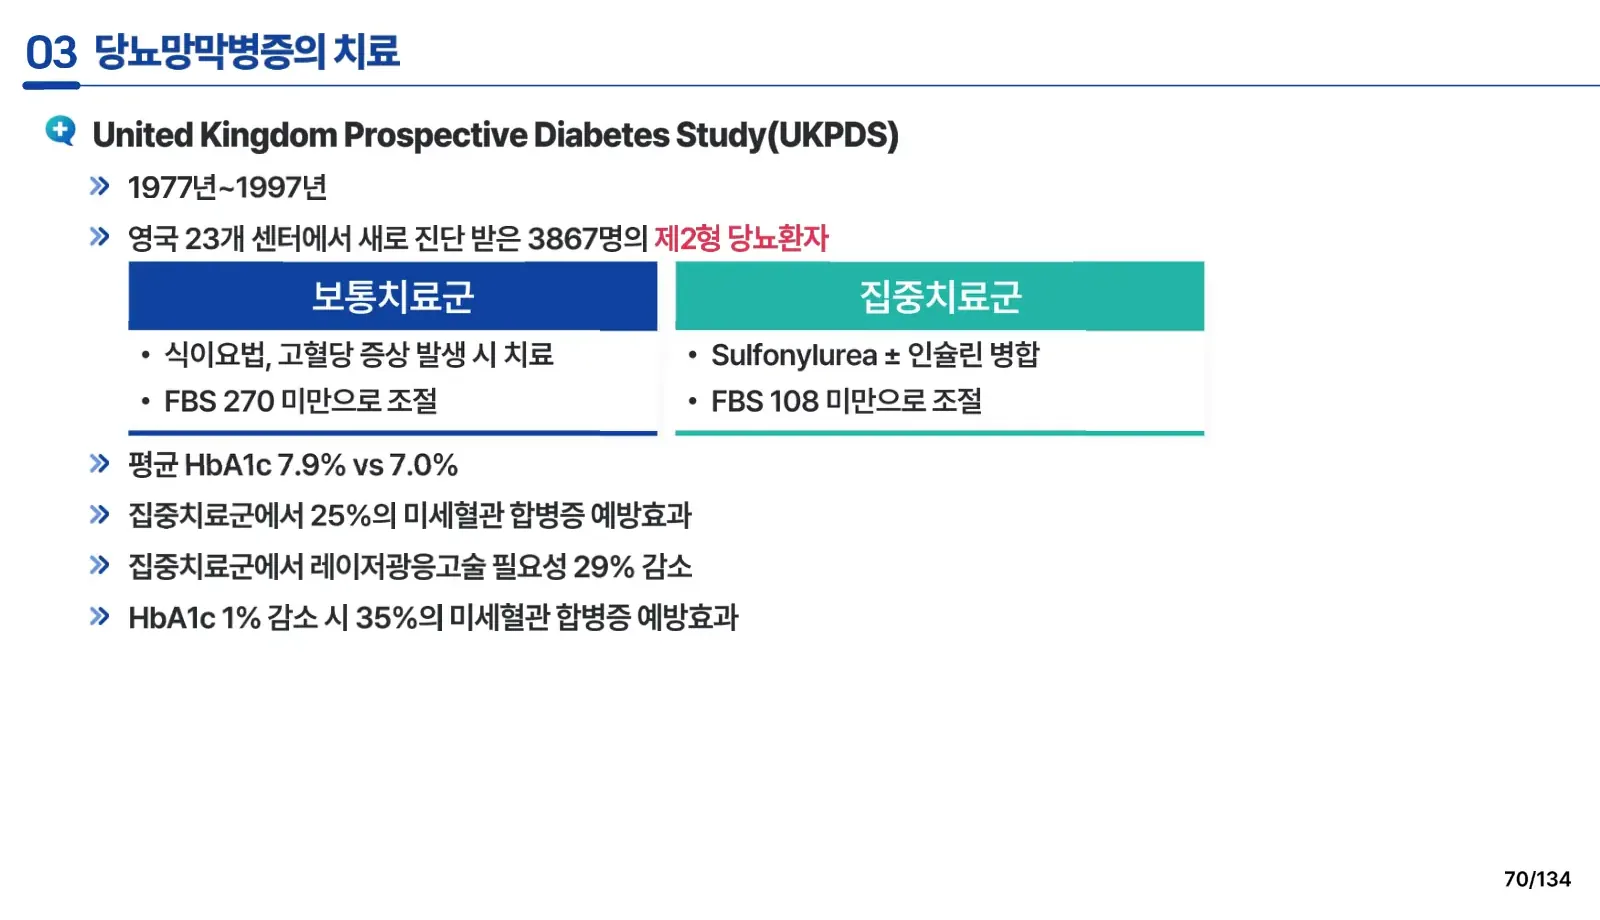 03 당뇨망막병증의 치료
United Kingdom Prospective Diabetes Study(UKPDS)
1977년~1997년
영국 23개 센터에서 새로 진단 받은 3867명의 제2형 당뇨환자
보통치료군
• 식이요법, 고혈당 증상 발생 시 치료
• FBS 270 미만으로 조절
집중치료군
• Sulfonylurea ± 인슐린 병합
• FBS 108 미만으로 조절
평균 HbA1c 7.9% vs 7.0%
집중치료군에서 25%의 미세혈관 합병증 예방효과
집중치료군에서 레이저광응고술 필요성 29% 감소
HbA1c 1% 감소 시 35%의 미세혈관 합병증 예방효과
70/134